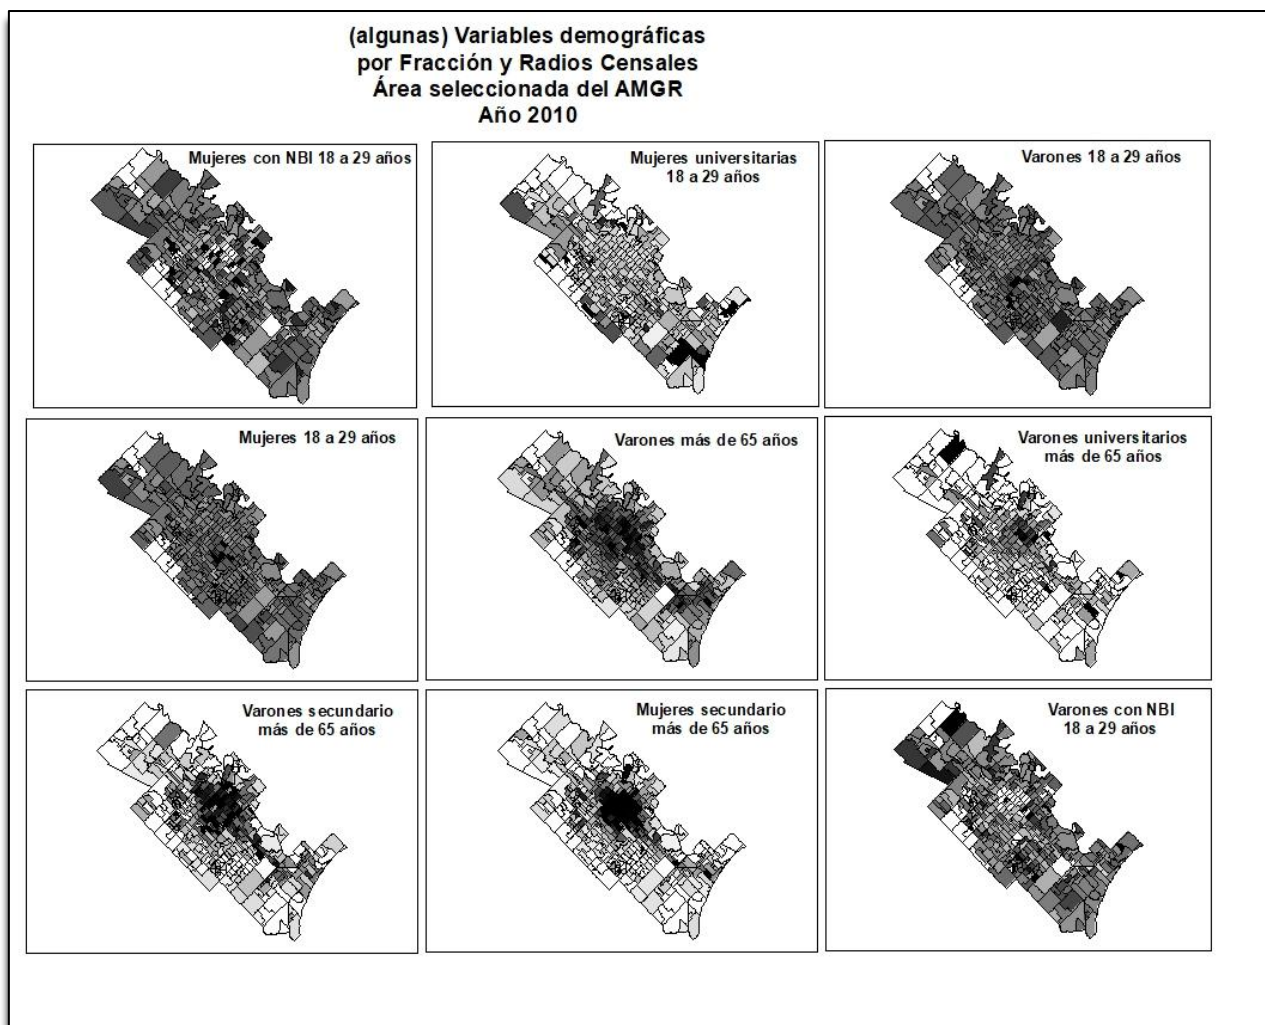 (algunas) Variables demográficas
por Fracción y Radios Censales
Área seleccionada del AMGR
Año 2010
Mujeres con NBI 18 a 29 años
Mujeres universitarias
18 a 29 años
Varones 18 a 29 años
Mujeres 18 a 29 años
Varones más de 65 años
Varones universitarios
más de 65 años
Varones secundario
más de 65 años
Mujeres secundario
más de 65 años
Varones con NBI
18 a 29 años